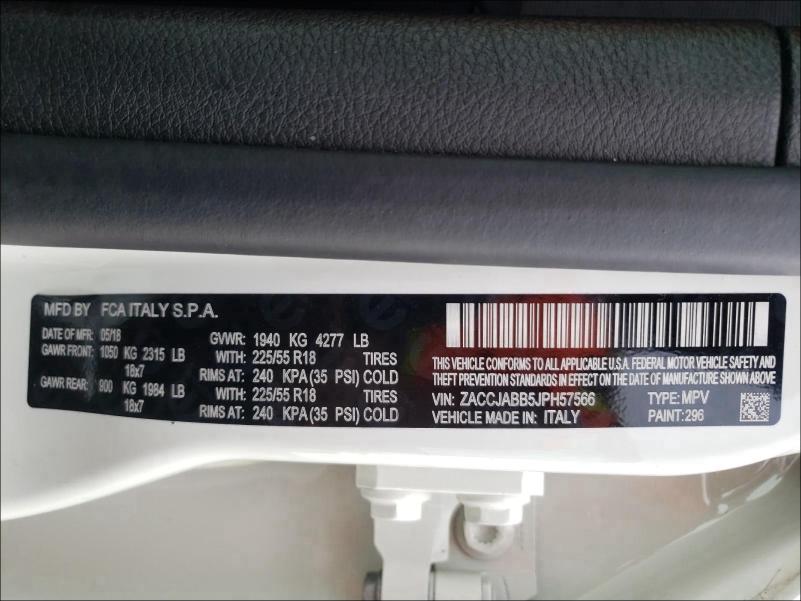 MFD BY FCA ITALY S.P.A.
DATE OF MFR: 05/18 GVWR: 1940 KG 4277 LB
GAWR FRONT: 1050 KG 2315 LB WITH: 225/55 R18 TIRES
18x7 RIMS AT: 240 KPA(35 PSI) COLD
GAWR REAR: 900 KG 1984 LB WITH: 225/55 R18 TIRES
18x7 RIMS AT: 240 KPA(35 PSI) COLD
THIS VEHICLE CONFORMS TO ALL APPLICABLE U.S.A. FEDERAL MOTOR VEHICLE SAFETY AND
THEFT PREVENTION STANDARDS IN EFFECT ON THE DATE OF MANUFACTURE SHOWN ABOVE
VIN: ZACCJABB5JPH57566 TYPE: MPV
VEHICLE MADE IN: ITALY PAINT: 296